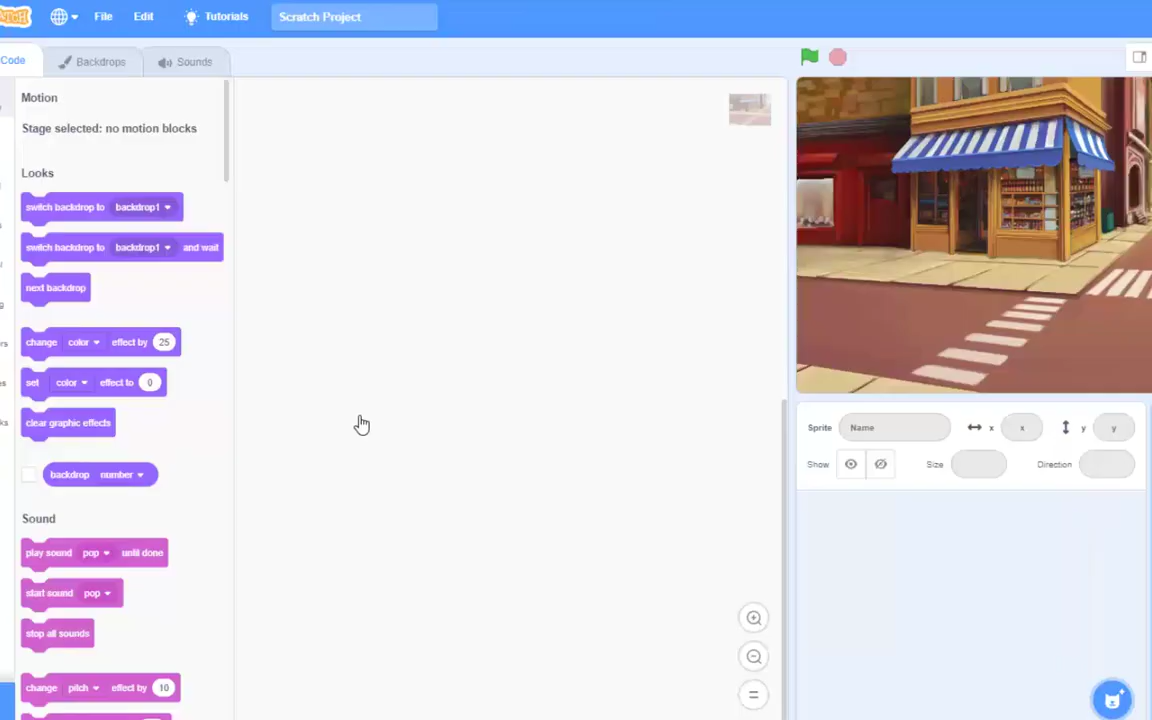 File Edit Tutorials Scratch Project
Code Backdrops Sounds
Motion
Stage selected: no motion blocks
Looks
switch backdrop to backdrop1
switch backdrop to backdrop1 and wait
next backdrop
change color effect by 25
set color effect to 0
clear graphic effects
backdrop number
Sound
play sound pop until done
start sound pop
stop all sounds
change pitch effect by 10
Sprite Name x x y y
Show Size Direction